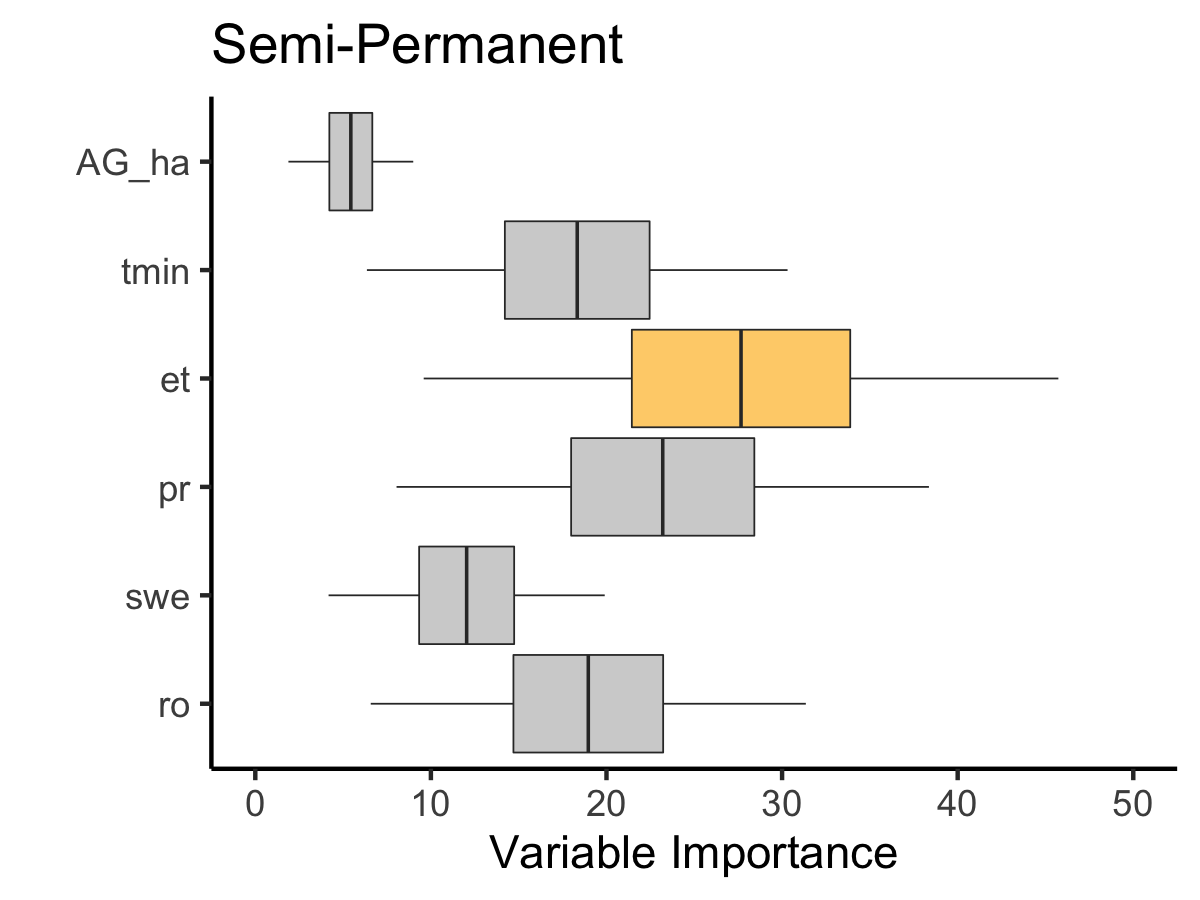 Semi-Permanent
AG_ha
tmin
et
pr
swe
ro
0 10 20 30 40 50
Variable Importance